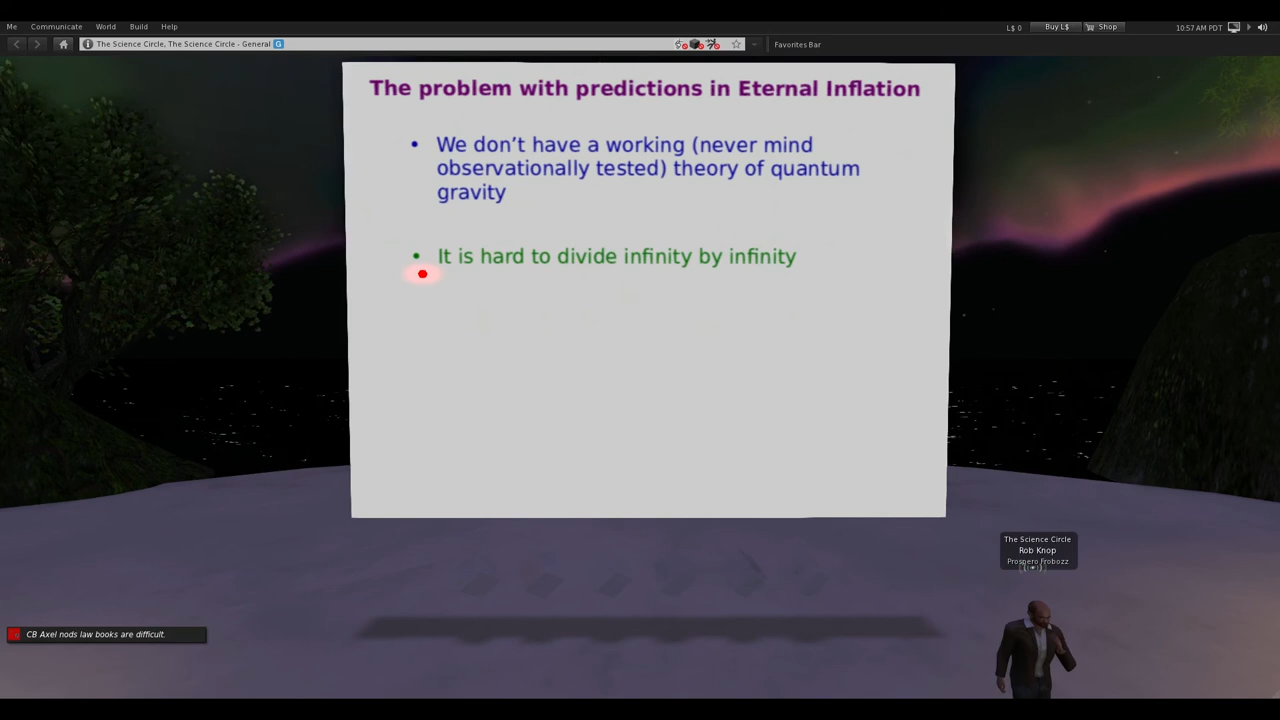 Me Communicate World Build Help
L$ 0 Buy L$ Shop 10:57 AM PDT
The Science Circle, The Science Circle - General G Favorites Bar
The problem with predictions in Eternal Inflation
• We don't have a working (never mind
observationally tested) theory of quantum
gravity
• It is hard to divide infinity by infinity
The Science Circle
Rob Knop
Prospero Frobozz
CB Axel nods law books are difficult.